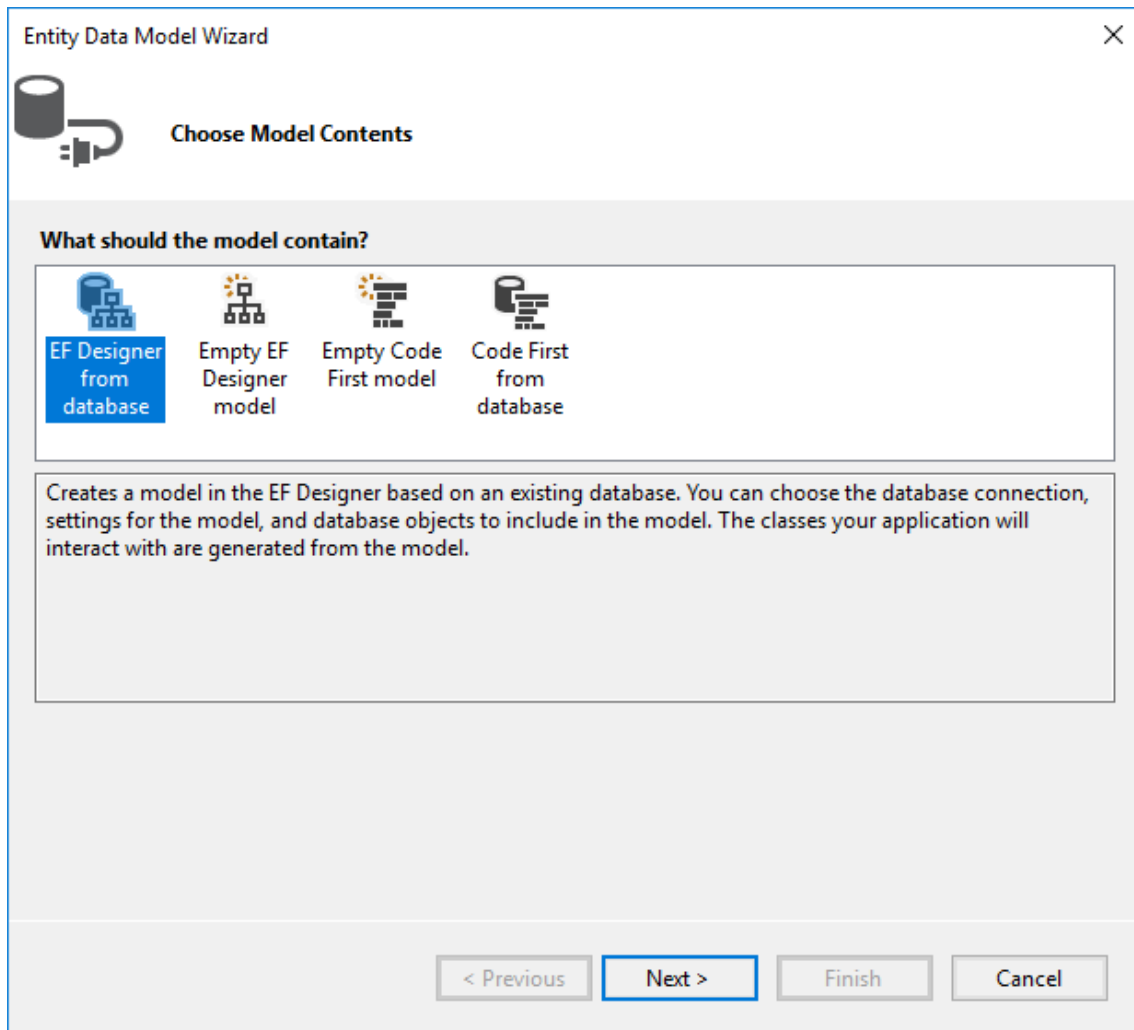 Entity Data Model Wizard
Choose Model Contents
What should the model contain?
EF Designer
from
database
Empty EF
Designer
model
Empty Code
First model
Code First
from
database
Creates a model in the EF Designer based on an existing database. You can choose the database connection,
settings for the model, and database objects to include in the model. The classes your application will
interact with are generated from the model.
< Previous
Next >
Finish
Cancel